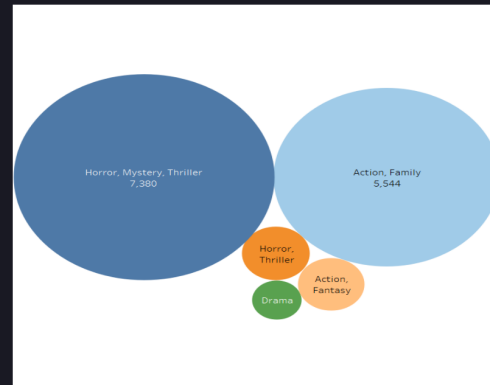 Horror, Mystery, Thriller
7,380
Action, Family
5,544
Horror,
Thriller
Action,
Fantasy
Drama